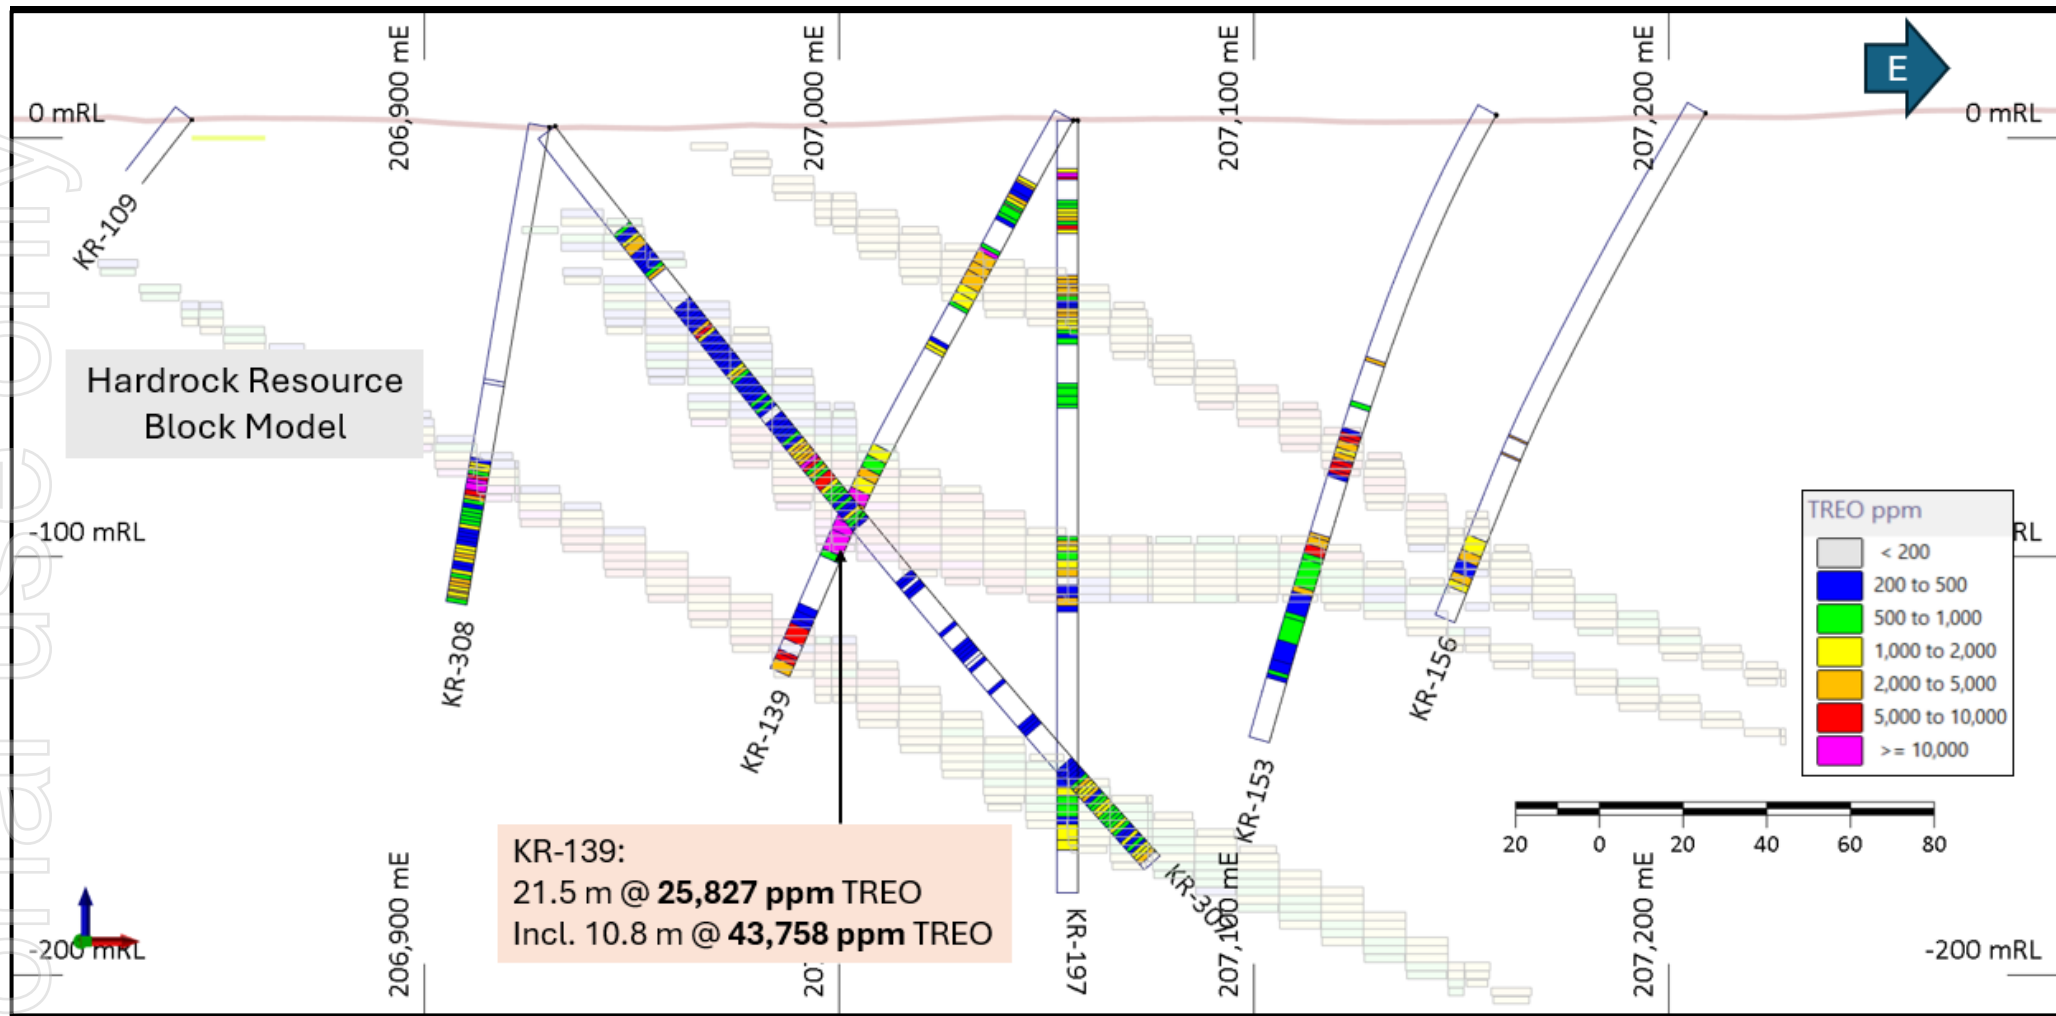 206,900 mE
207,000 mE
207,100 mE
207,200 mE
E
0 mRL
0 mRL
KR-109
Hardrock Resource
Block Model
-100 mRL
RL
TREO ppm
< 200
200 to 500
500 to 1,000
1,000 to 2,000
2,000 to 5,000
5,000 to 10,000
>= 10,000
KR-308
KR-139
KR-156
KR-153
20 0 20 40 60 80
KR-139:
21.5 m @ 25,827 ppm TREO
Incl. 10.8 m @ 43,758 ppm TREO
KR-197
206,900 mE
207,100 mE
207,200 mE
-200 mRL
-200 mRL